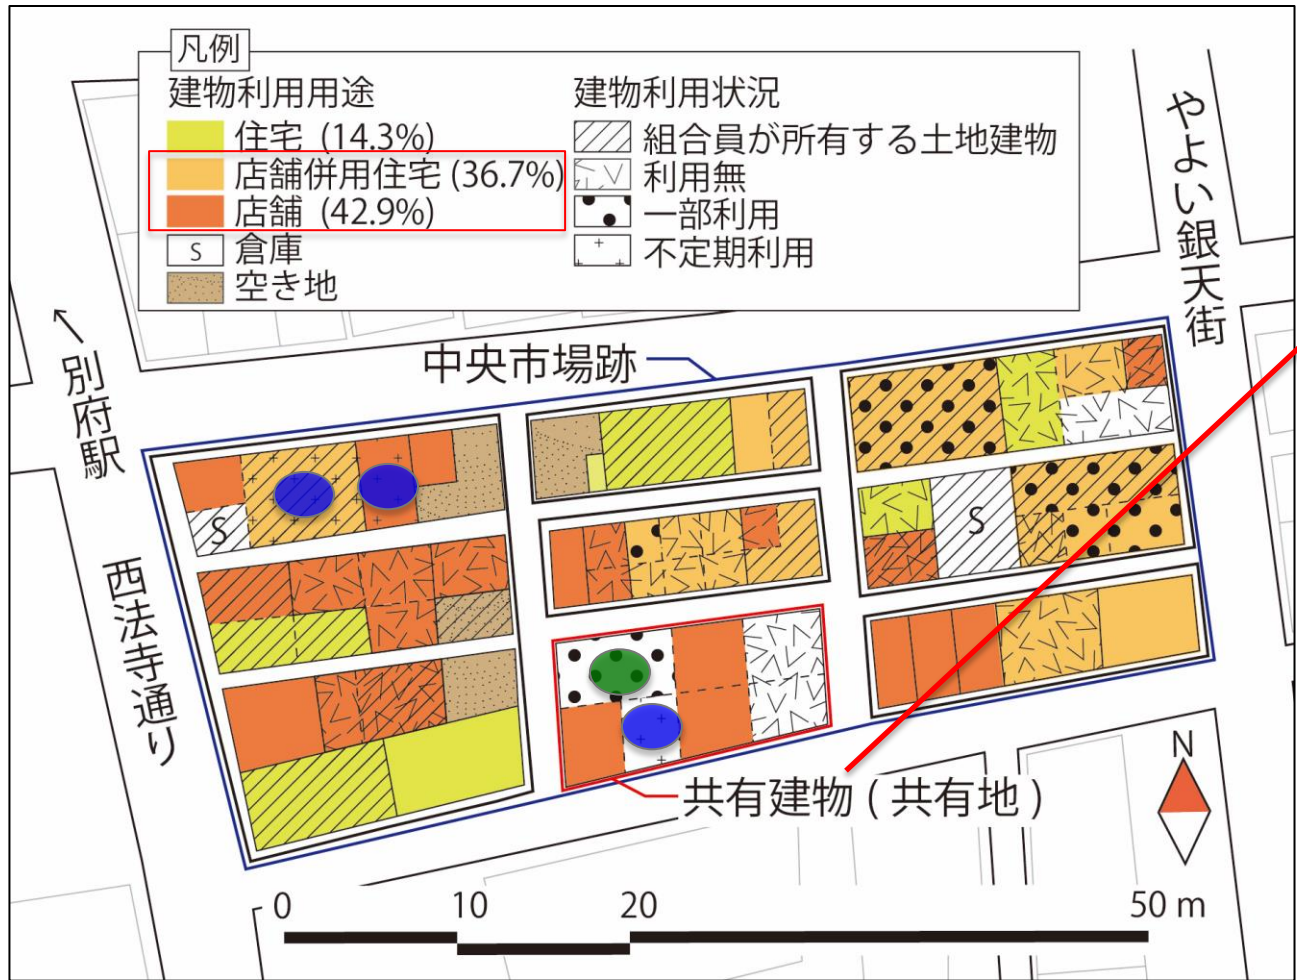 凡例
建物利用用途
住宅 (14.3%)
店舗併用住宅 (36.7%)
店舗 (42.9%)
S 倉庫
空き地
建物利用状況
組合員が所有する土地建物
利用無
一部利用
不定期利用
やよい銀天街
←別府駅
中央市場跡
S
S
西法寺通り
共有建物 ( 共有地 )
N
0 10 20 50 m